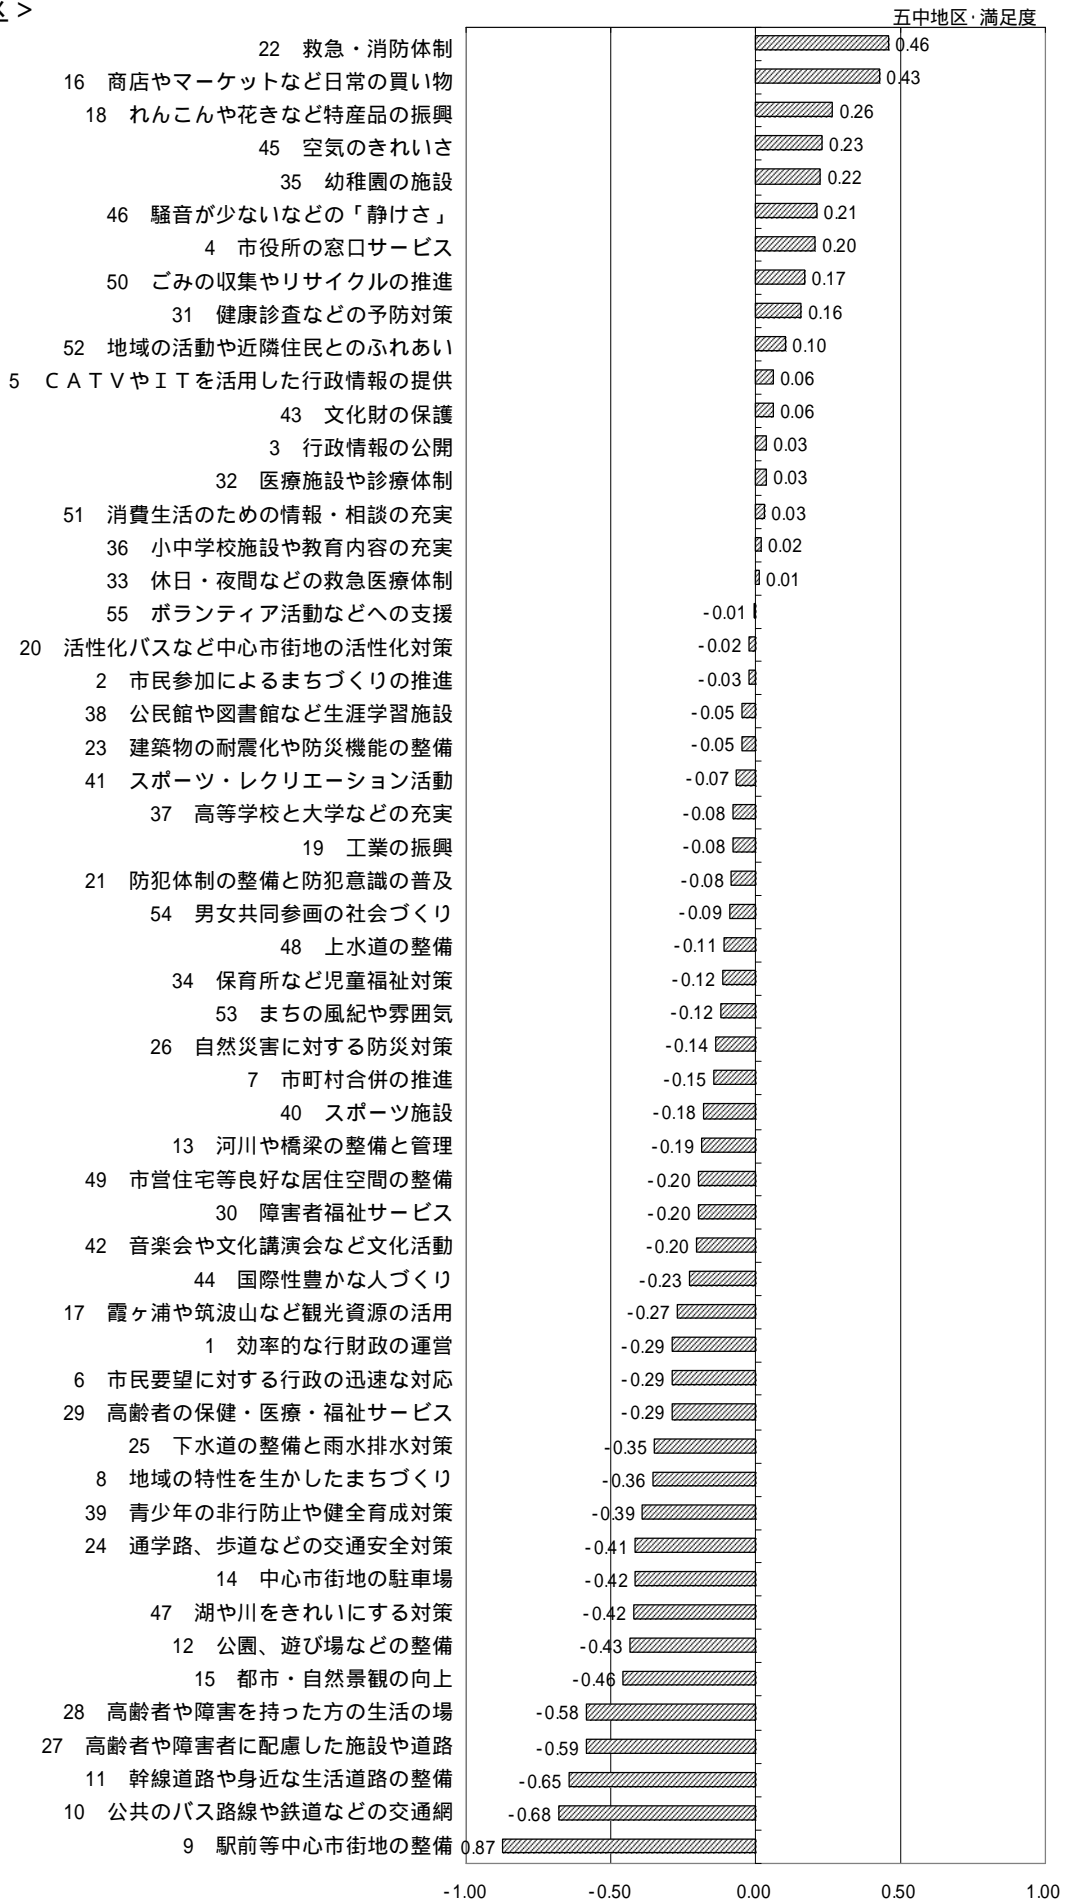 区 >
五中地区・満足度
22 救急・消防体制 0.46
16 商店やマーケットなど日常の買い物 0.43
18 れんこんや花きなど特産品の振興 0.26
45 空気のきれいさ 0.23
35 幼稚園の施設 0.22
46 騒音が少ないなどの「静けさ」 0.21
4 市役所の窓口サービス 0.20
50 ごみの収集やリサイクルの推進 0.17
31 健康診査などの予防対策 0.16
52 地域の活動や近隣住民とのふれあい 0.10
5 ＣＡＴＶやＩＴを活用した行政情報の提供 0.06
43 文化財の保護 0.06
3 行政情報の公開 0.03
32 医療施設や診療体制 0.03
51 消費生活のための情報・相談の充実 0.03
36 小中学校施設や教育内容の充実 0.02
33 休日・夜間などの救急医療体制 0.01
55 ボランティア活動などへの支援 -0.01
20 活性化バスなど中心市街地の活性化対策 -0.02
2 市民参加によるまちづくりの推進 -0.03
38 公民館や図書館など生涯学習施設 -0.05
23 建築物の耐震化や防災機能の整備 -0.05
41 スポーツ・レクリエーション活動 -0.07
37 高等学校と大学などの充実 -0.08
19 工業の振興 -0.08
21 防犯体制の整備と防犯意識の普及 -0.08
54 男女共同参画の社会づくり -0.09
48 上水道の整備 -0.11
34 保育所など児童福祉対策 -0.12
53 まちの風紀や雰囲気 -0.12
26 自然災害に対する防災対策 -0.14
7 市町村合併の推進 -0.15
40 スポーツ施設 -0.18
13 河川や橋梁の整備と管理 -0.19
49 市営住宅等良好な居住空間の整備 -0.20
30 障害者福祉サービス -0.20
42 音楽会や文化講演会など文化活動 -0.20
44 国際性豊かな人づくり -0.23
17 霞ヶ浦や筑波山など観光資源の活用 -0.27
1 効率的な行財政の運営 -0.29
6 市民要望に対する行政の迅速な対応 -0.29
29 高齢者の保健・医療・福祉サービス -0.29
25 下水道の整備と雨水排水対策 -0.35
8 地域の特性を生かしたまちづくり -0.36
39 青少年の非行防止や健全育成対策 -0.39
24 通学路、歩道などの交通安全対策 -0.41
14 中心市街地の駐車場 -0.42
47 湖や川をきれいにする対策 -0.42
12 公園、遊び場などの整備 -0.43
15 都市・自然景観の向上 -0.46
28 高齢者や障害を持った方の生活の場 -0.58
27 高齢者や障害者に配慮した施設や道路 -0.59
11 幹線道路や身近な生活道路の整備 -0.65
10 公共のバス路線や鉄道などの交通網 -0.68
9 駅前等中心市街地の整備 0.87
-1.00 -0.50 0.00 0.50 1.00